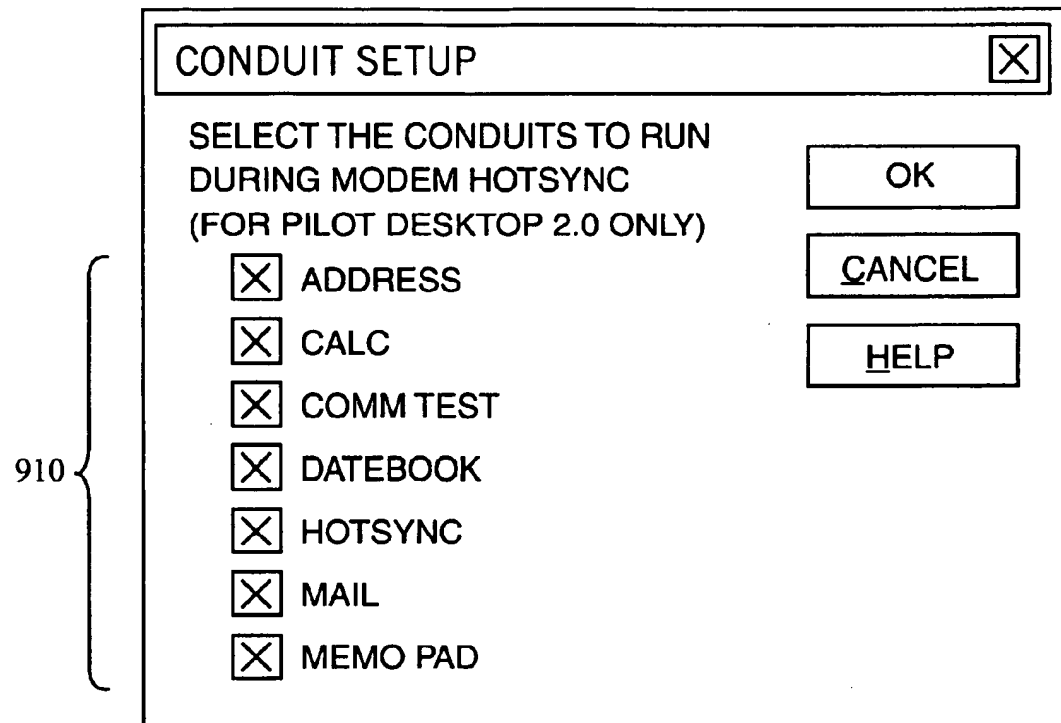 CONDUIT SETUP
SELECT THE CONDUITS TO RUN
DURING MODEM HOTSYNC
(FOR PILOT DESKTOP 2.0 ONLY)
ADDRESS
CALC
COMM TEST
DATEBOOK
HOTSYNC
MAIL
MEMO PAD
OK
CANCEL
HELP
910